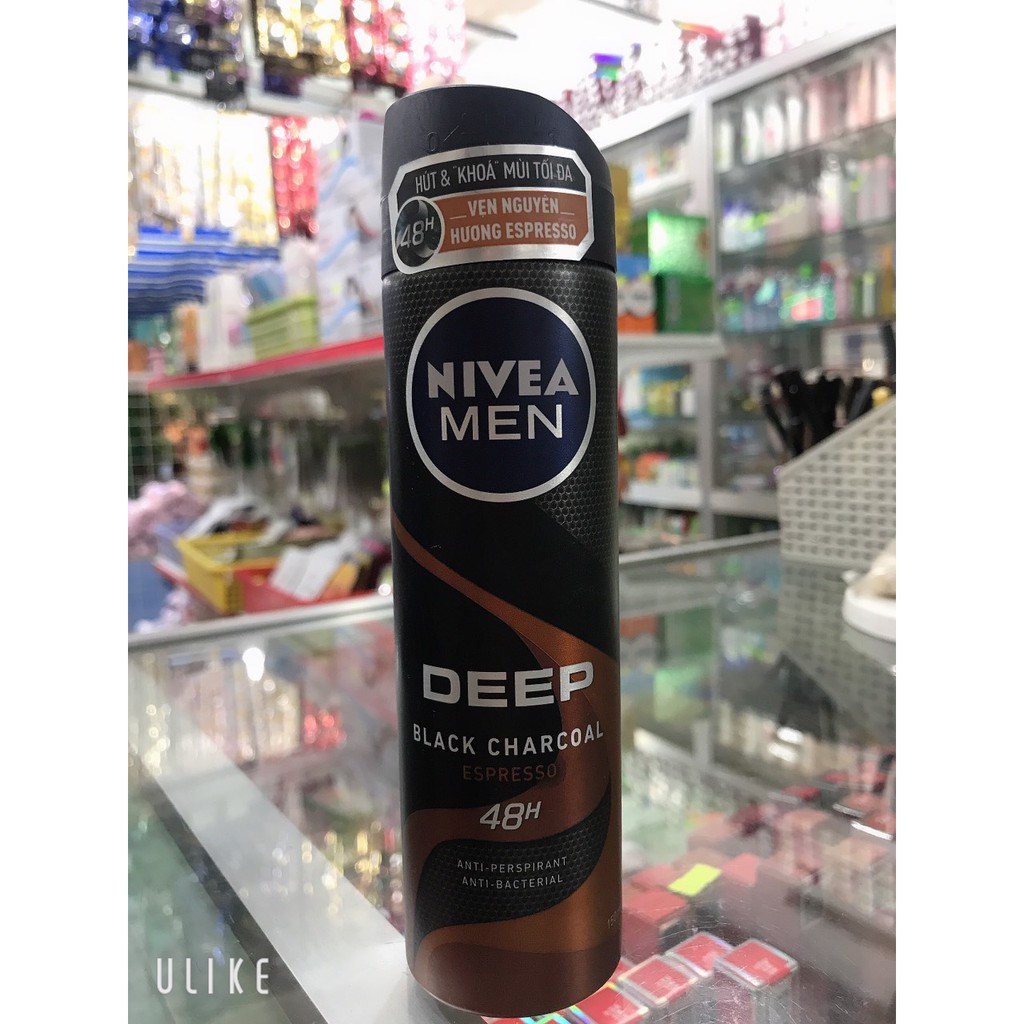 HÚT & "KHOÁ" MÙI TỐI ĐA
48H
VẸN NGUYÊN
HƯƠNG ESPRESSO
NIVEA
MEN
DEEP
BLACK CHARCOAL
ESPRESSO
48H
ANTI-PERSPIRANT
ANTI-BACTERIAL
ULIKE